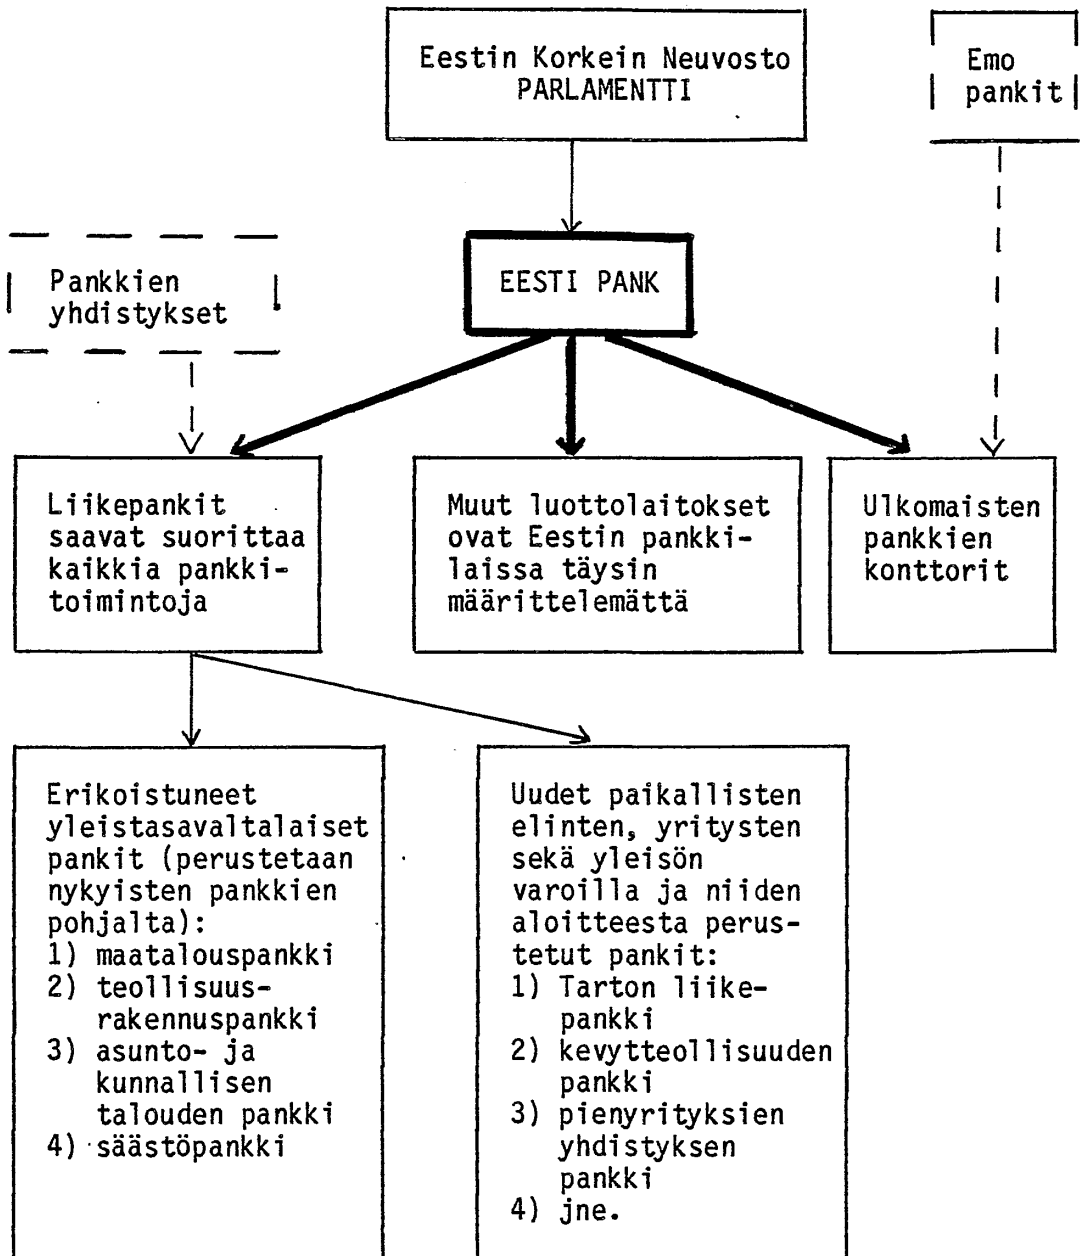 Eestin Korkein Neuvosto
PARLAMENTTI
Emo
pankit
Pankkien
yhdistykset
EESTI PANK
Liikepankit
saavat suorittaa
kaikkia pankki-
toimintoja
Muut luottolaitokset
ovat Eestin pankki-
laissa täysin
määrittelemättä
Ulkomaisten
pankkien
konttorit
Erikoistuneet
yleistasavaltalaiset
pankit (perustetaan
nykyisten pankkien
pohjalta):
1) maatalouspankki
2) teollisuus-
rakennuspankki
3) asunto- ja
kunnallisen
talouden pankki
4) säästöpankki
Uudet paikallisten
elinten, yritysten
sekä yleisön
varoilla ja niiden
aloitteesta perus-
tetut pankit:
1) Tarton liike-
pankki
2) kevytteollisuuden
pankki
3) pienyrityksien
yhdistyksen
pankki
4) jne.